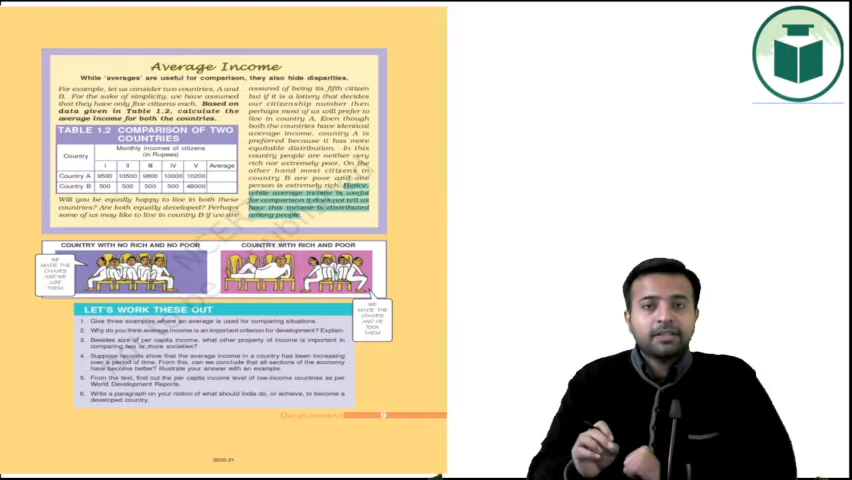 Average Income
While 'averages' are useful for comparison, they also hide disparities.
For example, let us consider two countries, A and
B. For the sake of simplicity, we have assumed
that they have only five citizens each. Based on
data given in Table 1.2, calculate the
average income for both the countries.
TABLE 1.2 COMPARISON OF TWO
COUNTRIES
Country
Monthly incomes of citizens
(in Rupees)
I II III IV V Average
Country A 9500 10500 9800 10000 10200
Country B 500 500 500 500 48000
Will you be equally happy to live in both these
countries? Are both equally developed? Perhaps
some of us may like to live in country B if we are
assured of being its fifth citizen
but if it is a lottery that decides
our citizenship number then
perhaps most of us will prefer to
live in country A. Even though
both the countries have identical
average income, country A is
preferred because it has more
equitable distribution. In this
country people are neither very
rich nor extremely poor. On the
other hand most citizens in
country B are poor and one
person is extremely rich. Hence,
while average income is useful
for comparison it does not tell us
how this income is distributed
among people.
COUNTRY WITH NO RICH AND NO POOR
COUNTRY WITH RICH AND POOR
WE
MADE THE
CHAIRS
AND WE
USE
THEM.
WE
MADE THE
CHAIRS
AND HE
TOOK
THEM.
LET'S WORK THESE OUT
1. Give three examples where an average is used for comparing situations.
2. Why do you think average income is an important criterion for development? Explain.
3. Besides size of per capita income, what other property of income is important in
comparing two or more societies?
4. Suppose records show that the average income in a country has been increasing
over a period of time. From this, can we conclude that all sections of the economy
have become better? Illustrate your answer with an example.
5. From the text, find out the per capita income level of low-income countries as per
World Development Reports.
6. Write a paragraph on your notion of what should India do, or achieve, to become a
developed country.
DEVELOPMENT 9
2020-21